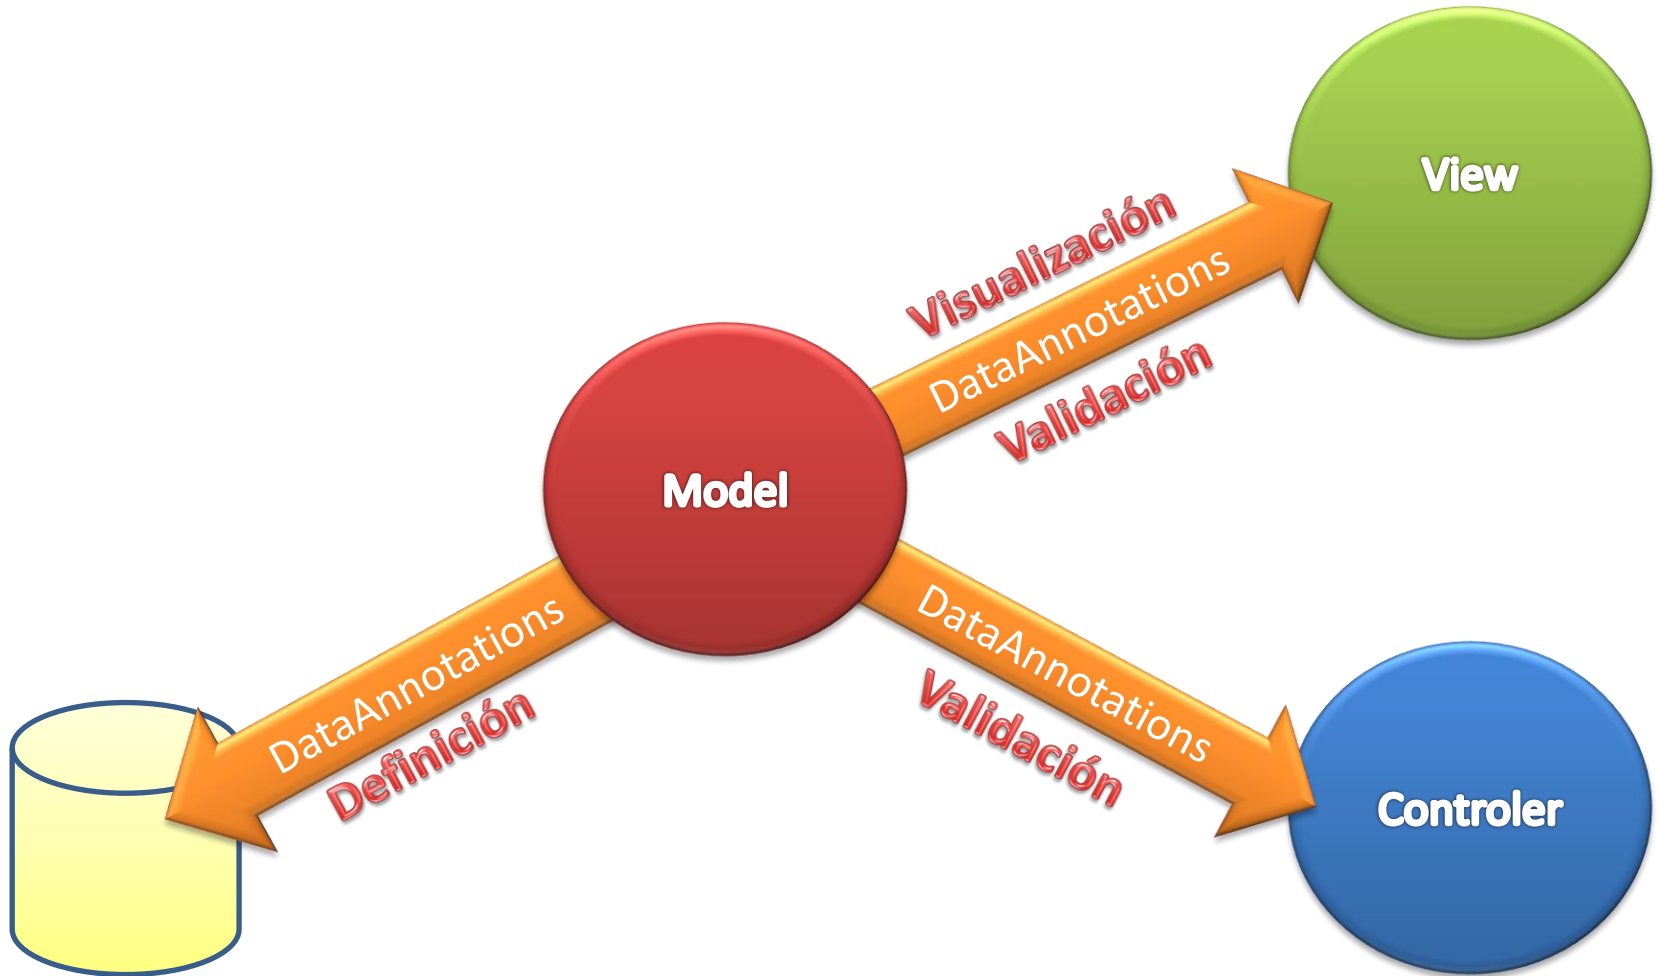 View
Visualización
DataAnnotations
Validación
Model
DataAnnotations
Definición
DataAnnotations
Validación
Controler